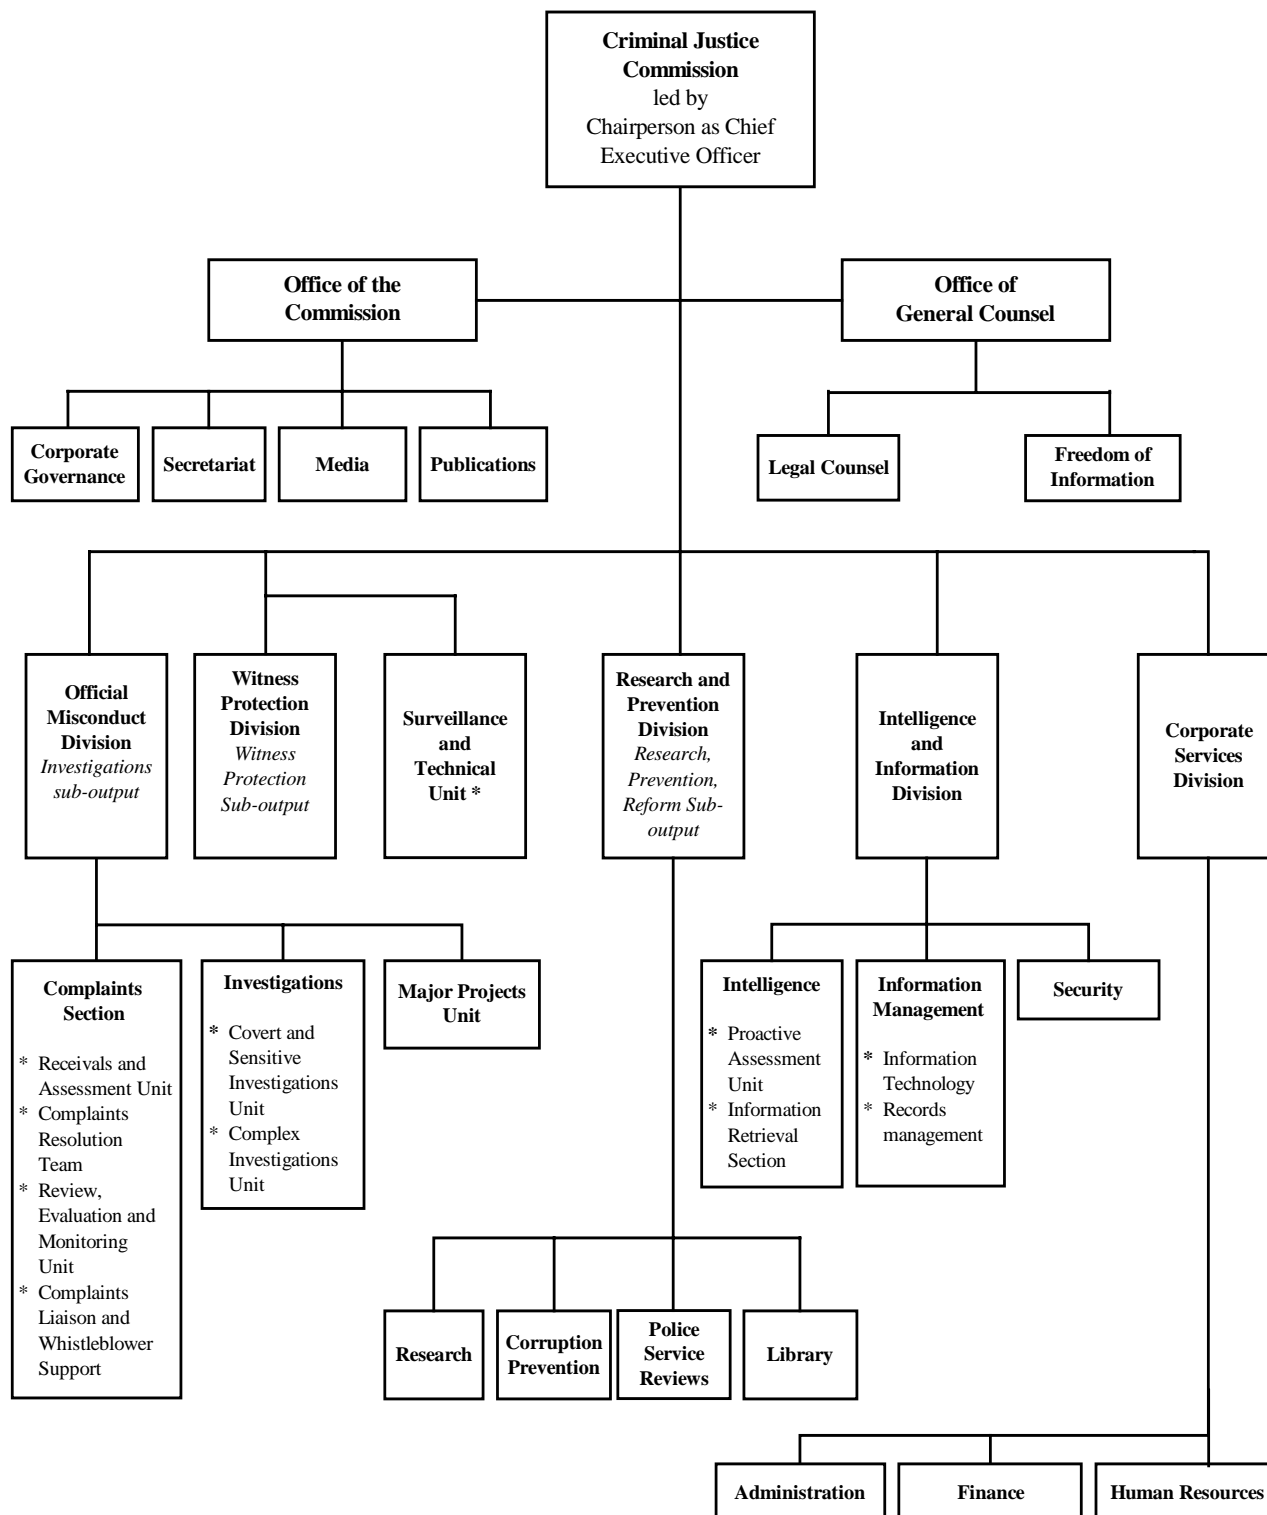 Criminal Justice
Commission
led by
Chairperson as Chief
Executive Officer
Office of the
Commission
Office of
General Counsel
Corporate
Governance
Secretariat
Media
Publications
Legal Counsel
Freedom of
Information
Official
Misconduct
Division
Investigations
sub-output
Witness
Protection
Division
Witness
Protection
Sub-output
Surveillance
and
Technical
Unit *
Research and
Prevention
Division
Research,
Prevention,
Reform Sub-
output
Intelligence
and
Information
Division
Corporate
Services
Division
Complaints
Section
* Receivals and
Assessment Unit
* Complaints
Resolution
Team
* Review,
Evaluation and
Monitoring
Unit
* Complaints
Liaison and
Whistleblower
Support
Investigations
* Covert and
Sensitive
Investigations
Unit
* Complex
Investigations
Unit
Major Projects
Unit
Intelligence
* Proactive
Assessment
Unit
* Information
Retrieval
Section
Information
Management
* Information
Technology
* Records
management
Security
Research
Corruption
Prevention
Police
Service
Reviews
Library
Administration
Finance
Human Resources